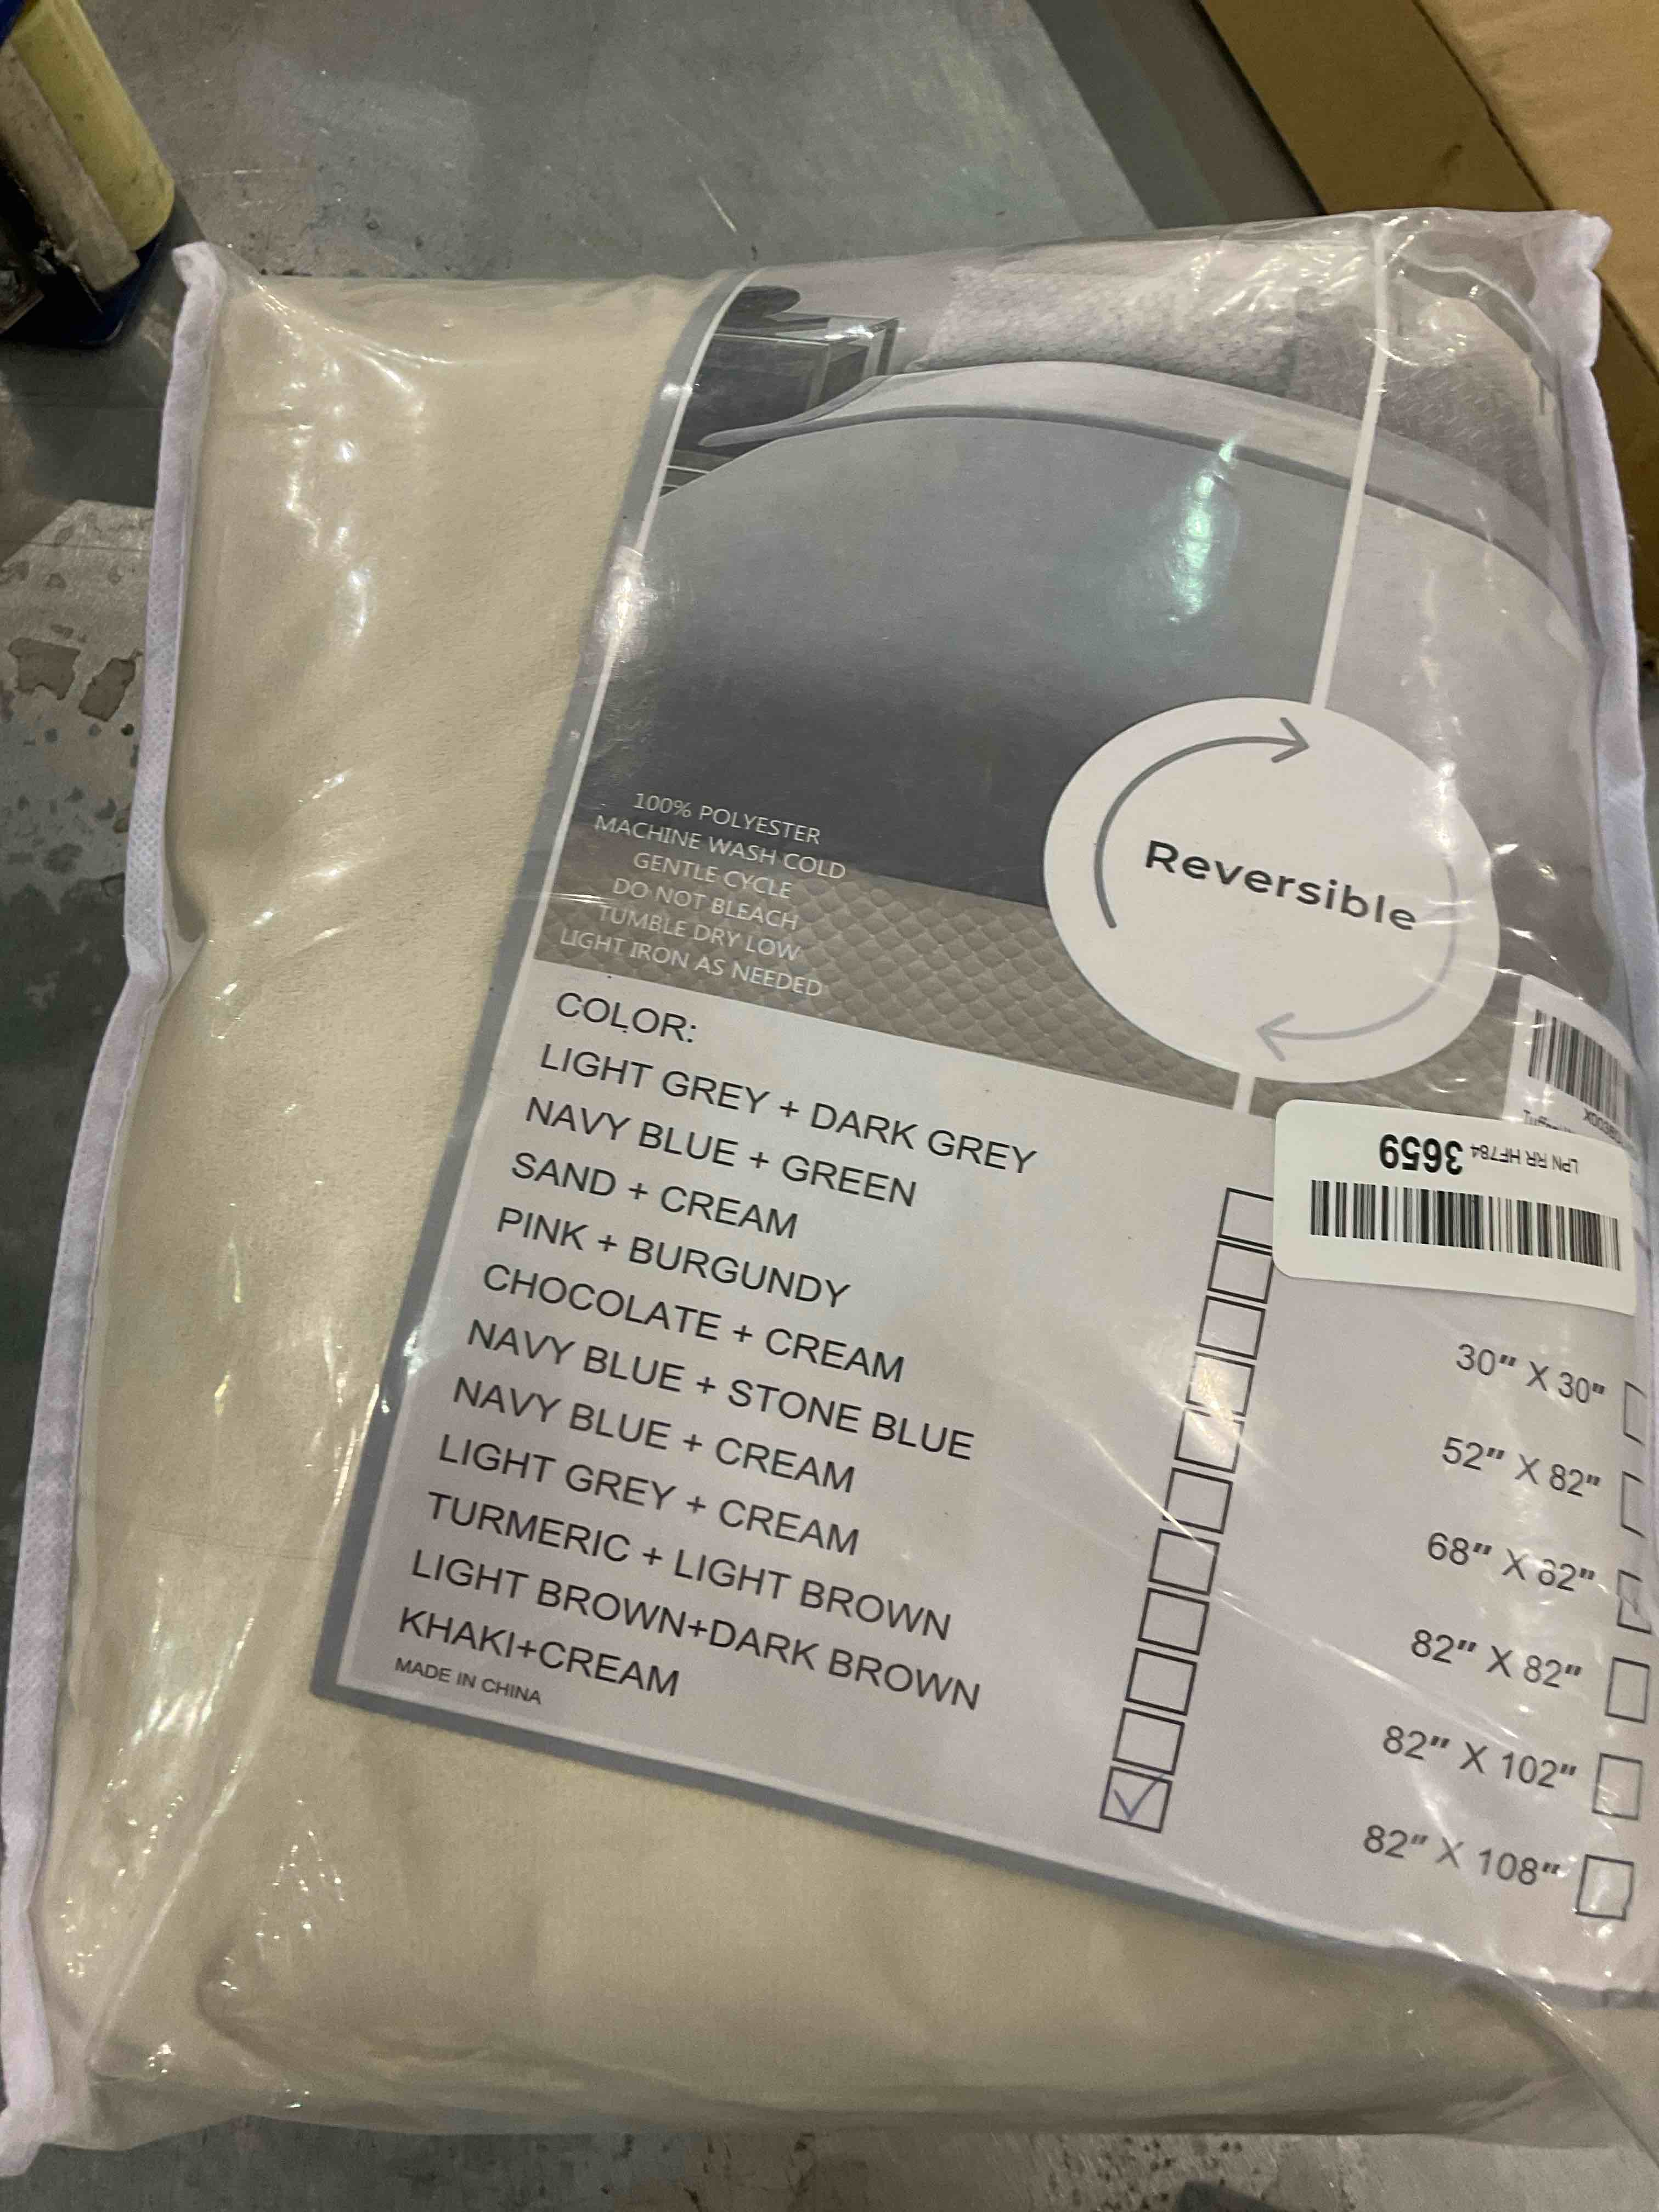 100% POLYESTER
MACHINE WASH COLD
GENTLE CYCLE
DO NOT BLEACH
TUMBLE DRY LOW
LIGHT IRON AS NEEDED
Reversible
COLOR:
LIGHT GREY + DARK GREY
NAVY BLUE + GREEN
SAND + CREAM
PINK + BURGUNDY
CHOCOLATE + CREAM
NAVY BLUE + STONE BLUE
NAVY BLUE + CREAM
LIGHT GREY + CREAM
TURMERIC + LIGHT BROWN
LIGHT BROWN+DARK BROWN
KHAKI+CREAM
MADE IN CHINA
LPN RR HF784 3659
30" X 30"
52" X 82"
68" X 82"
82" X 82"
82" X 102"
82" X 108"